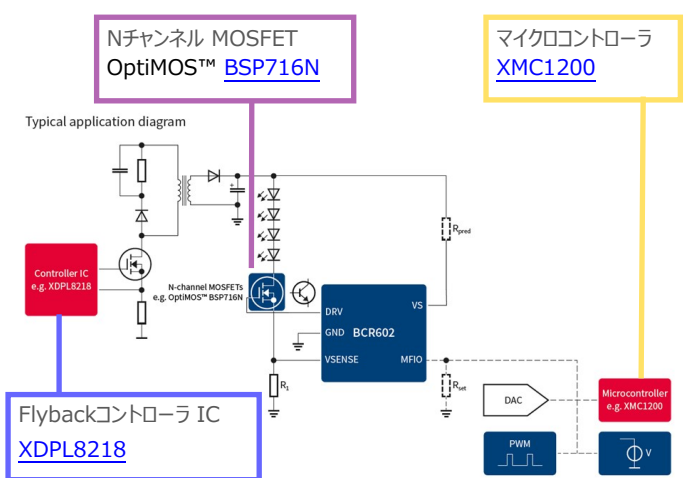 Nチャンネル MOSFET
OptiMOS™ BSP716N
マイクロコントローラ
XMC1200
Typical application diagram
+
Rpred
Controller IC
e.g. XDPL8218
N-channel MOSFETs
e.g. OptiMOS™ BSP716N
DRV
VS
GND BCR602
VSENSE
MFIO
R1
Rset
DAC
Microcontroller
e.g. XMC1200
PWM
V
Flybackコントローラ IC
XDPL8218